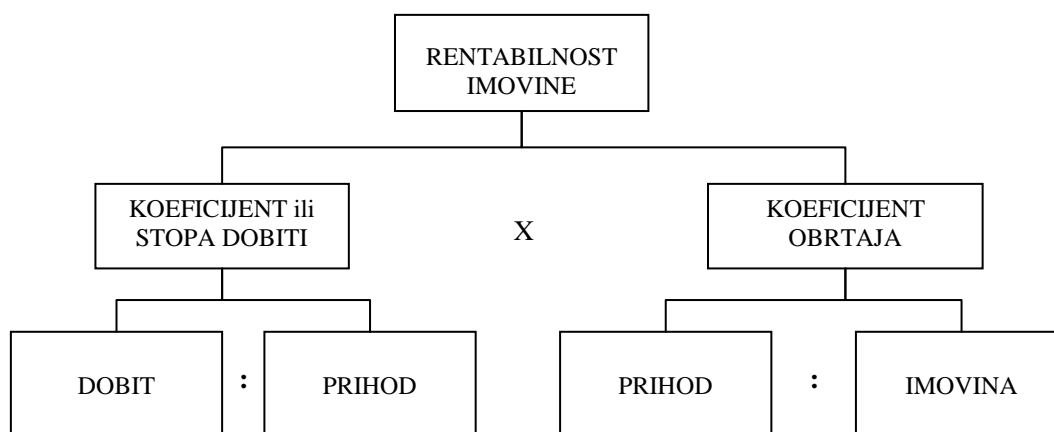 RENTABILNOST
IMOVINE
KOEFICIJENT ili
STOPA DOBITI
X
KOEFICIJENT
OBRTAJA
DOBIT
:
PRIHOD
PRIHOD
:
IMOVINA